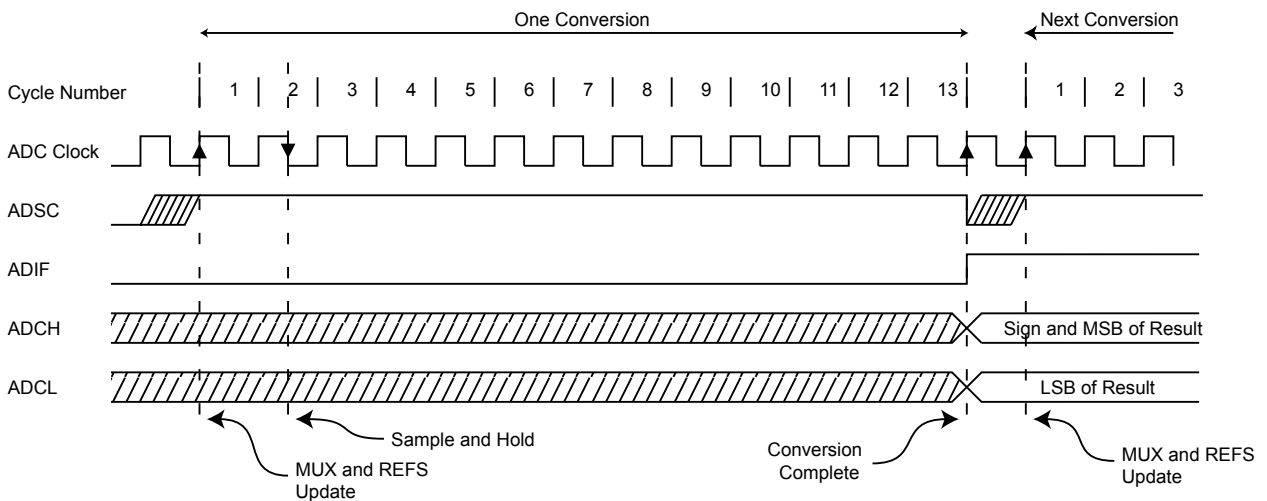 One Conversion
Next Conversion
Cycle Number
1 2 3 4 5 6 7 8 9 10 11 12 13 1 2 3
ADC Clock
ADSC
ADIF
ADCH
Sign and MSB of Result
ADCL
LSB of Result
Sample and Hold
MUX and REFS
Update
Conversion
Complete
MUX and REFS
Update